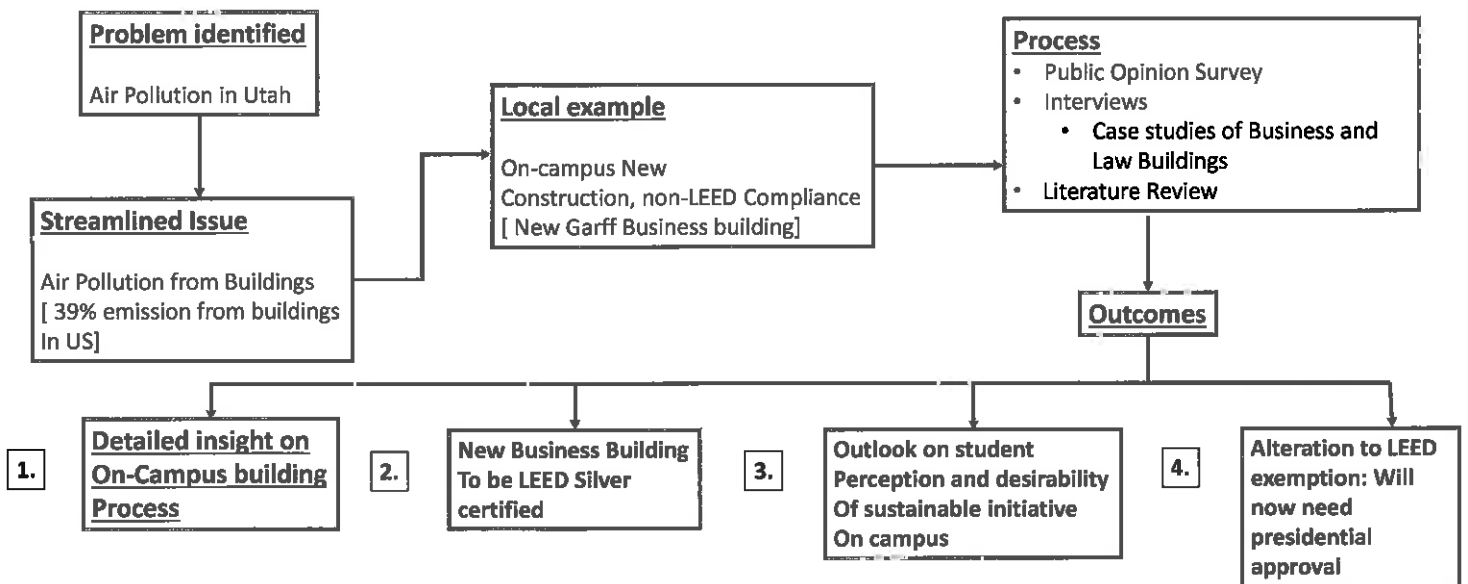 Problem identified
Air Pollution in Utah
Streamlined Issue
Air Pollution from Buildings
[ 39% emission from buildings
In US]
Local example
On-campus New
Construction, non-LEED Compliance
[ New Garff Business building]
Process
• Public Opinion Survey
• Interviews
• Case studies of Business and
Law Buildings
• Literature Review
Outcomes
1.
Detailed insight on
On-Campus building
Process
2.
New Business Building
To be LEED Silver
certified
3.
Outlook on student
Perception and desirability
Of sustainable initiative
On campus
4.
Alteration to LEED
exemption: Will
now need
presidential
approval